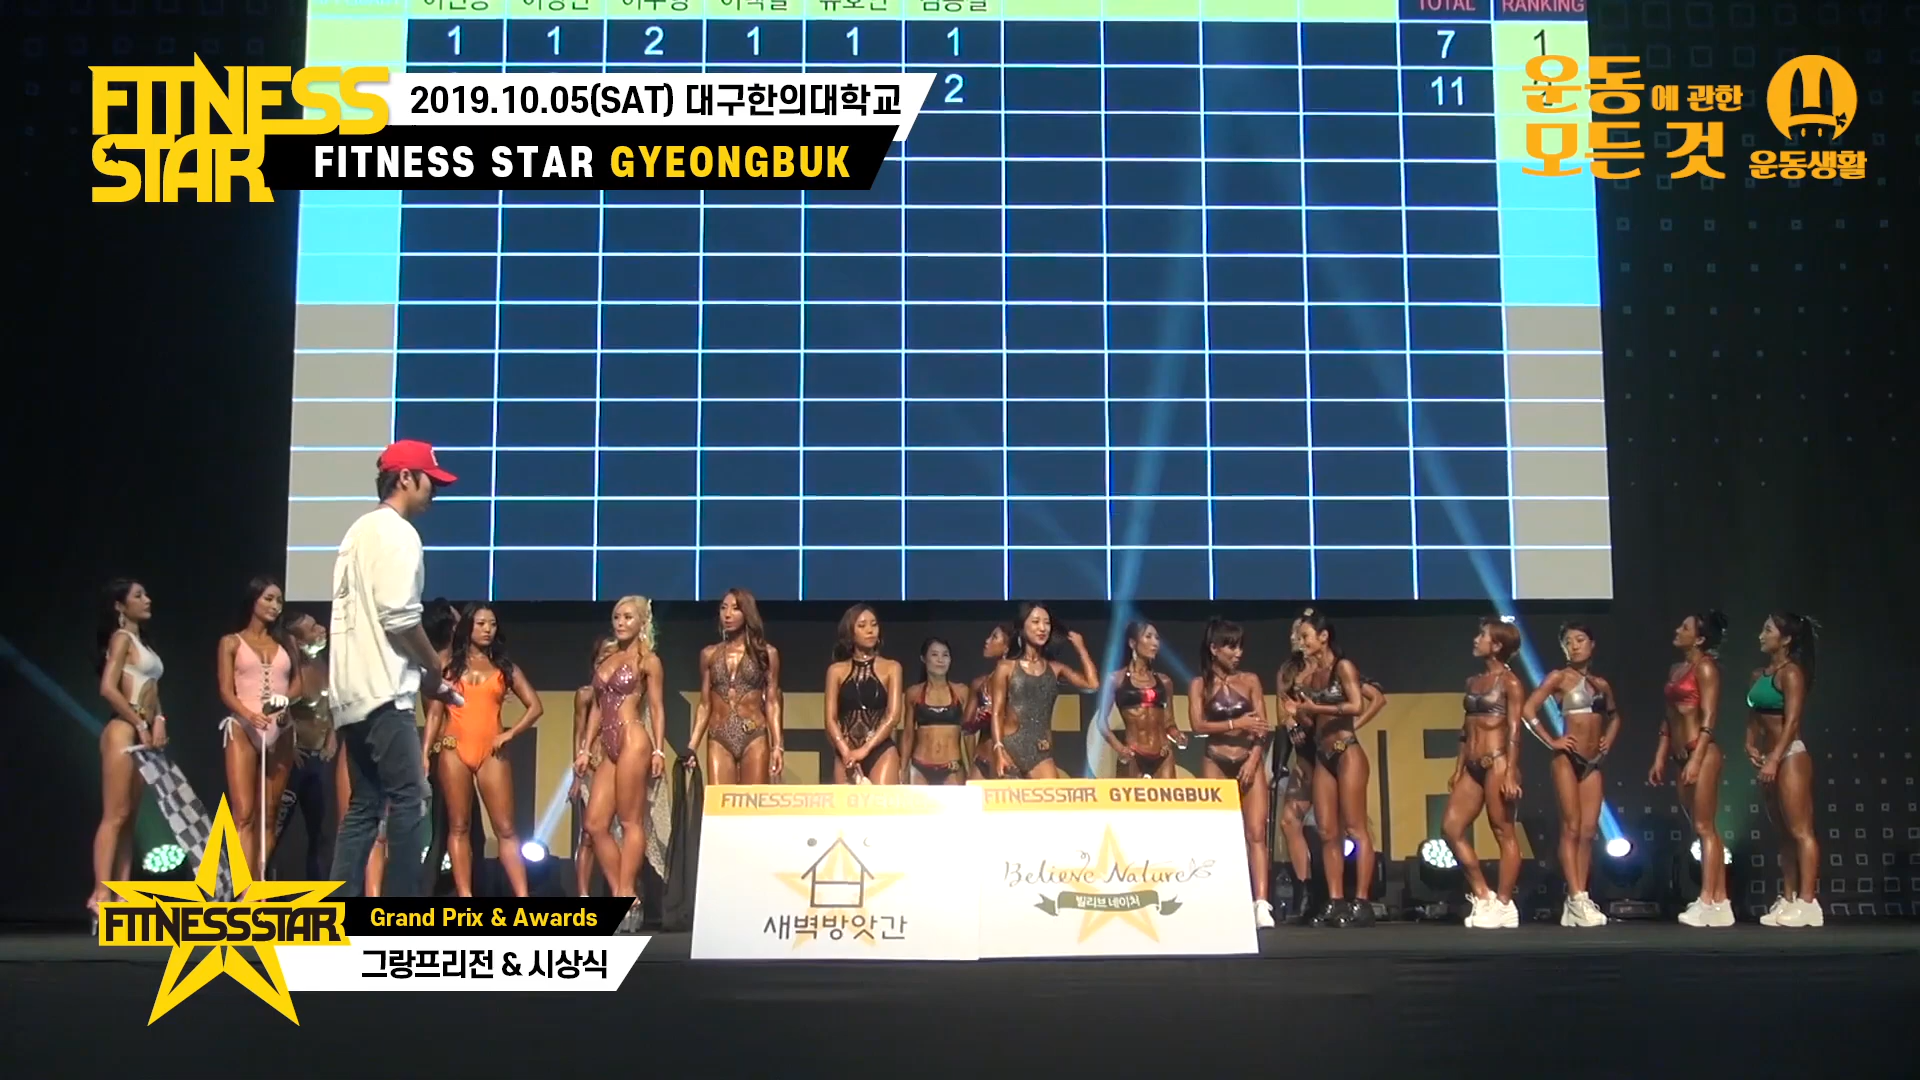 TOTAL RANKING
1 1 2 1 1 1 7 1
2 11
FITNESS STAR
2019.10.05(SAT) 대구한의대학교
FITNESS STAR GYEONGBUK
운동에 관한
모든 것
운동생활
FITNESSSTAR
FITNESSSTAR GYEONGBUK
새벽방앗간
Believe Nature
빌리브 네이처
FITNESSSTAR
Grand Prix & Awards
그랑프리전 & 시상식